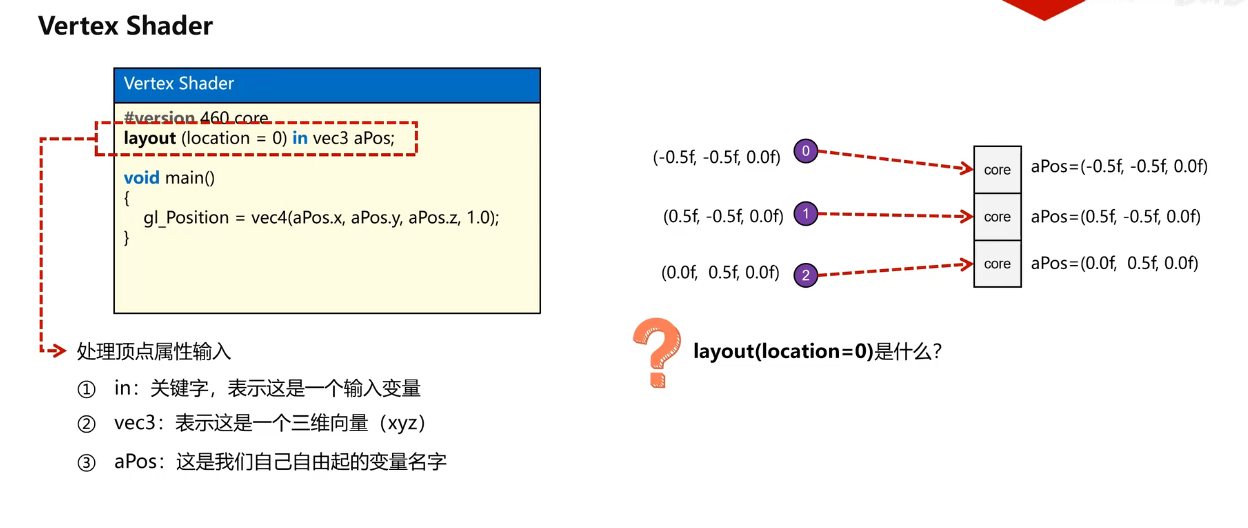 Vertex Shader
Vertex Shader
#version 460 core
layout (location = 0) in vec3 aPos;
void main()
{
gl_Position = vec4(aPos.x, aPos.y, aPos.z, 1.0);
}
处理顶点属性输入
① in：关键字，表示这是一个输入变量
② vec3：表示这是一个三维向量（xyz）
③ aPos：这是我们自己自由起的变量名字
(-0.5f, -0.5f, 0.0f) 0 core aPos=(-0.5f, -0.5f, 0.0f)
(0.5f, -0.5f, 0.0f) 1 core aPos=(0.5f, -0.5f, 0.0f)
(0.0f, 0.5f, 0.0f) 2 core aPos=(0.0f, 0.5f, 0.0f)
layout(location=0)是什么？